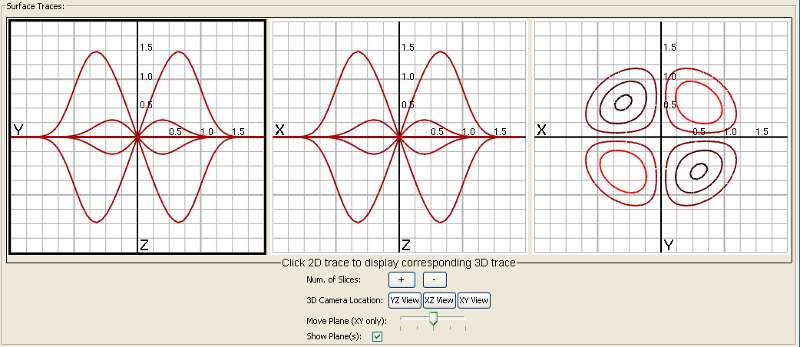 Surface Traces:
1.5
1.0
0.5
Y
0.5 1.0 1.5
Z
1.5
1.0
0.5
X
0.5 1.0 1.5
Z
1.5
1.0
0.5
X
0.5 1.0 1.5
Y
Click 2D trace to display corresponding 3D trace
Num. of Slices: + -
3D Camera Location: YZ View XZ View XY View
Move Plane (XY only):
Show Plane(s):